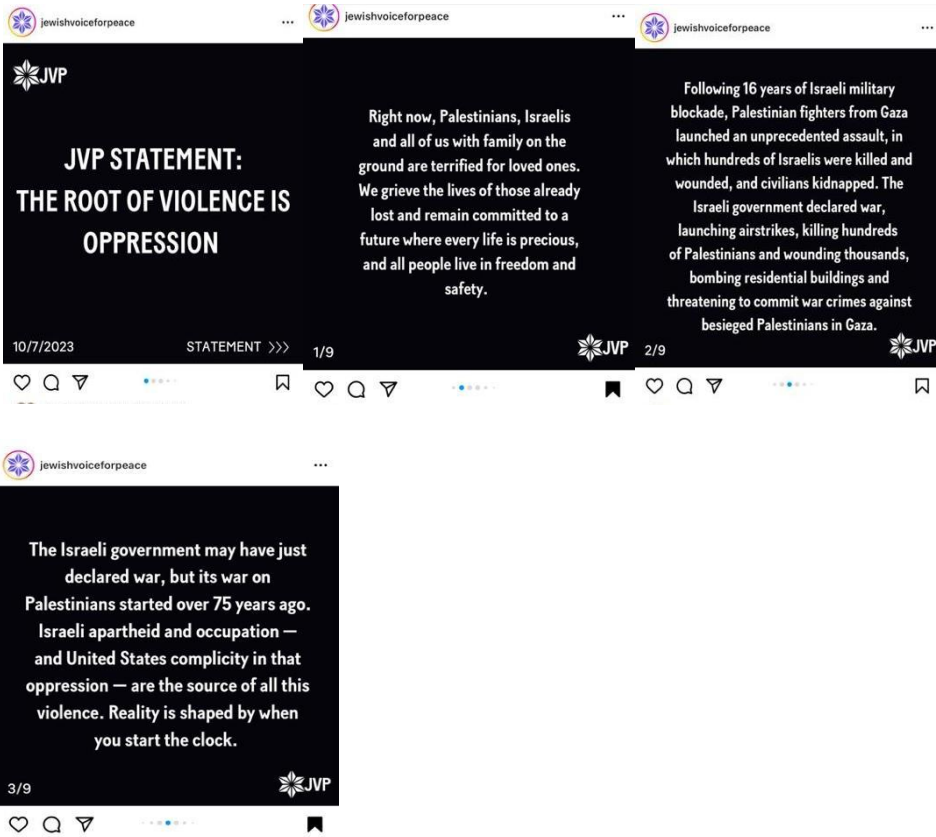 jewishvoiceforpeace
JVP
JVP STATEMENT:
THE ROOT OF VIOLENCE IS
OPPRESSION
10/7/2023
STATEMENT >>>
jewishvoiceforpeace
Right now, Palestinians, Israelis
and all of us with family on the
ground are terrified for loved ones.
We grieve the lives of those already
lost and remain committed to a
future where every life is precious,
and all people live in freedom and
safety.
1/9
JVP
jewishvoiceforpeace
Following 16 years of Israeli military
blockade, Palestinian fighters from Gaza
launched an unprecedented assault, in
which hundreds of Israelis were killed and
wounded, and civilians kidnapped. The
Israeli government declared war,
launching airstrikes, killing hundreds
of Palestinians and wounding thousands,
bombing residential buildings and
threatening to commit war crimes against
besieged Palestinians in Gaza.
2/9
JVP
jewishvoiceforpeace
The Israeli government may have just
declared war, but its war on
Palestinians started over 75 years ago.
Israeli apartheid and occupation —
and United States complicity in that
oppression — are the source of all this
violence. Reality is shaped by when
you start the clock.
3/9
JVP